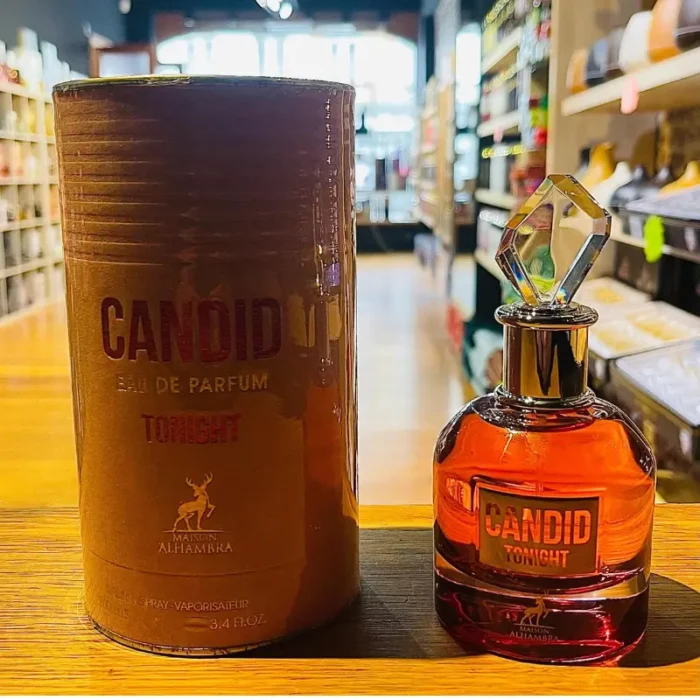 CANDID
EAU DE PARFUM
TONIGHT
MAISON
ALHAMBRA
SPRAY-VAPORISATEUR
3.4 FL.OZ.
CANDID
TONIGHT
MAISON
ALHAMBRA